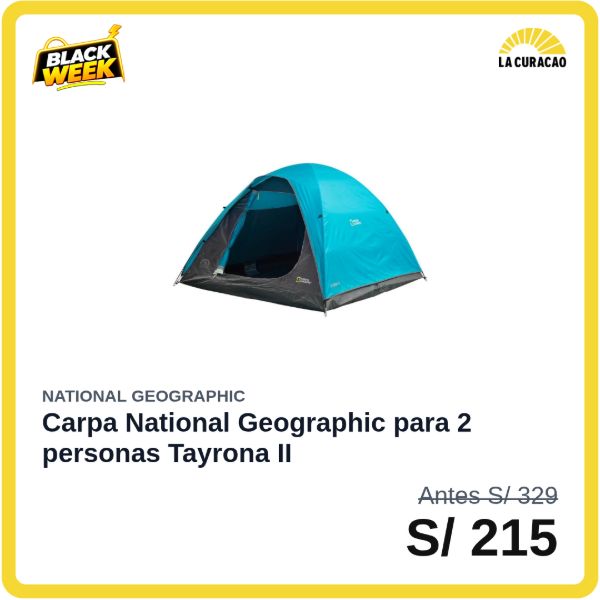 BLACK
WEEK
LA CURACAO
NATIONAL GEOGRAPHIC
Carpa National Geographic para 2
personas Tayrona II
Antes S/ 329
S/ 215